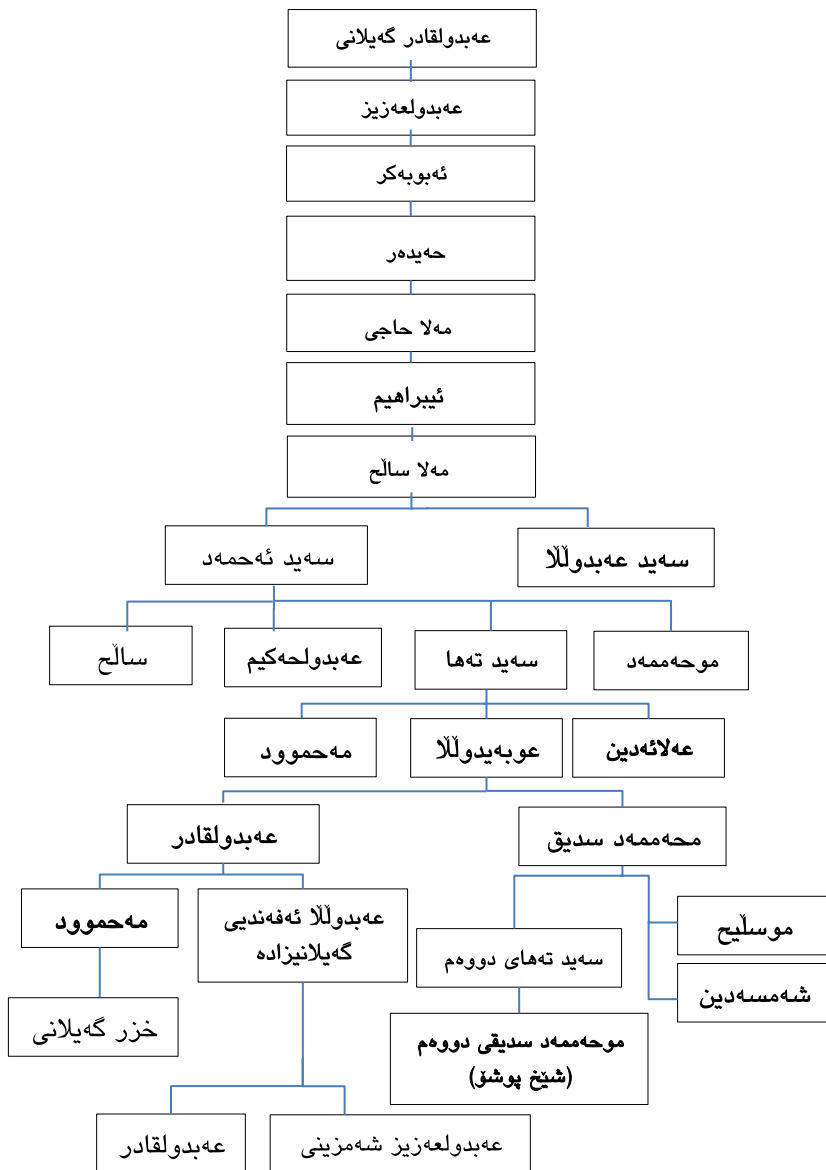 عەبدولقادر گەیلانی
عەبدولعەزیز
ئەبوبەکر
حەیدەر
مەلا حاجی
ئیبراهیم
مەلا ساڵح
سەید عەبدوڵڵا
سەید ئەحمەد
موحەممەد
سەید تەها
عەبدولحەکیم
ساڵح
عەلائەدین
عوبەیدوڵڵا
مەحموود
محەممەد سدیق
عەبدولقادر
موسڵیح
شەمسەدین
سەید تەهای دووەم
عەبدوڵڵا ئەفەندیی
گەیلانیزادە
مەحموود
موحەممەد سدیقی دووەم
(شێخ پوشۆ)
خزر گەیلانی
عەبدولعەزیز شەمزینی
عەبدولقادر